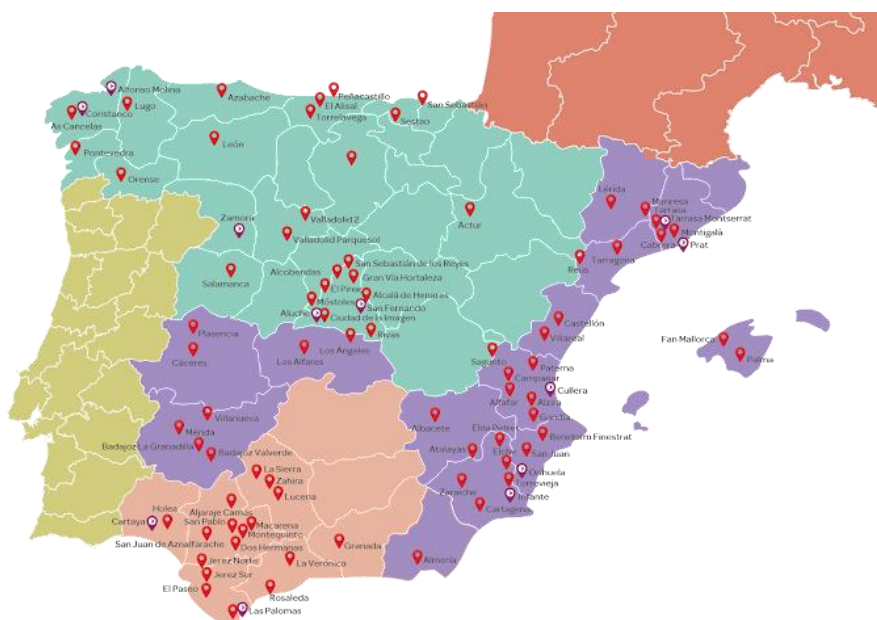 Alfonso Molina
Lugo
Coristanco
As Cancelas
Pontevedra
Orense
Azabache
León
Peñacastillo
El Alisal
Torrelavega
San Sebastián
Sestao
Zamora
Valladolid 2
Valladolid Parquesol
Actur
Salamanca
Alcobendas
San Sebastián de los Reyes
Gran Vía Hortaleza
El Pinar
Alcalá de Henares
Móstoles
San Fernando
Aluche
Ciudad de la Imagen
Rivas
Los Ángeles
Los Alfares
Lérida
Manresa
Tarrasa
Tarrasa Montserrat
Montigalá
Cabrera
Prat
Tarragona
Reus
Castellón
Villareal
Fan Mallorca
Palma
Plasencia
Cáceres
Sagunto
Paterna
Campanar
Cullera
Alfafar
Alzira
Gandía
Villanueva
Mérida
Badajoz La Granadilla
Badajoz Valverde
Albacete
Elda Petrer
Benidorm Finestrat
Atalayas
San Juan
Elche
Orihuela
Zaraiche
Torrevieja
Infante
Cartagena
La Sierra
Zahira
Lucena
Holea
Aljaraje Camas
Cartaya
San Pablo
Macarena
Montequinto
San Juan de Aznalfarache
Dos Hermanas
Granada
Jerez Norte
La Verónica
Almería
Jerez Sur
El Paseo
Rosaleda
Las Palomas